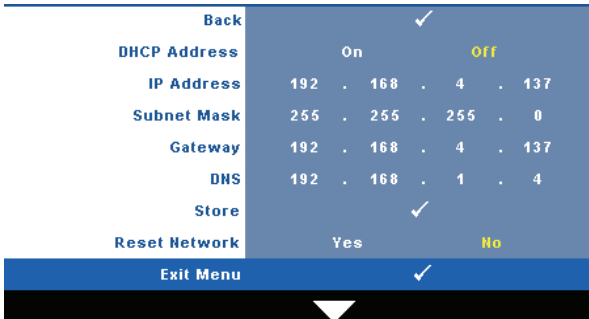 Back ✓
DHCP Address On Off
IP Address 192 . 168 . 4 . 137
Subnet Mask 255 . 255 . 255 . 0
Gateway 192 . 168 . 4 . 137
DNS 192 . 168 . 1 . 4
Store ✓
Reset Network Yes No
Exit Menu ✓